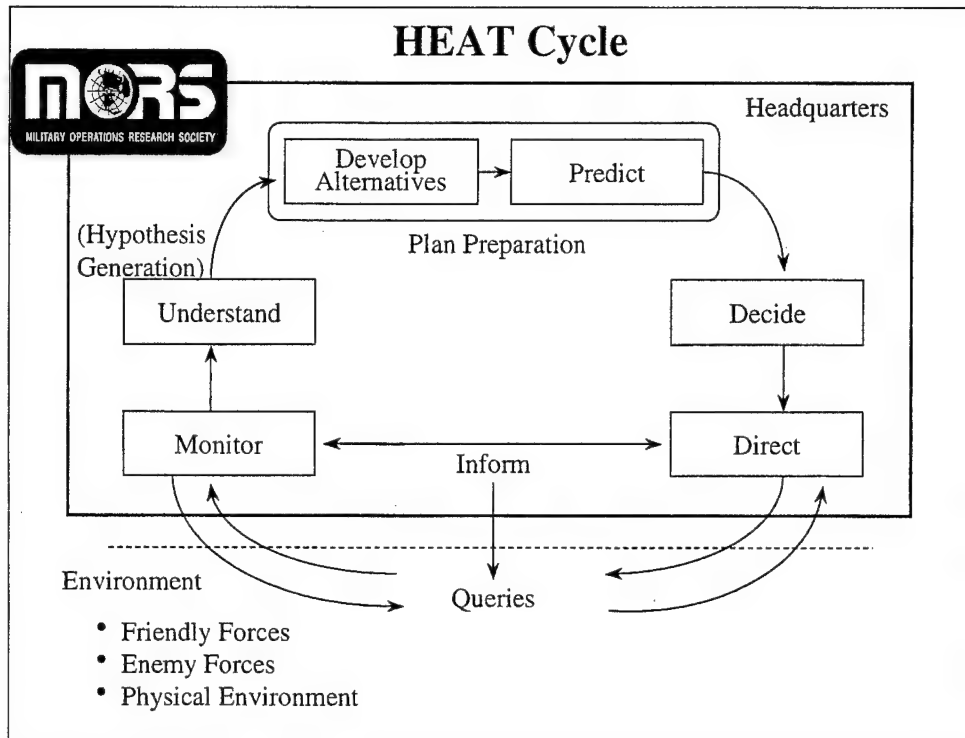 HEAT Cycle
MORS
MILITARY OPERATIONS RESEARCH SOCIETY
Headquarters
Develop
Alternatives
Predict
Plan Preparation
(Hypothesis
Generation)
Understand
Decide
Monitor
Direct
Inform
Queries
Environment
• Friendly Forces
• Enemy Forces
• Physical Environment